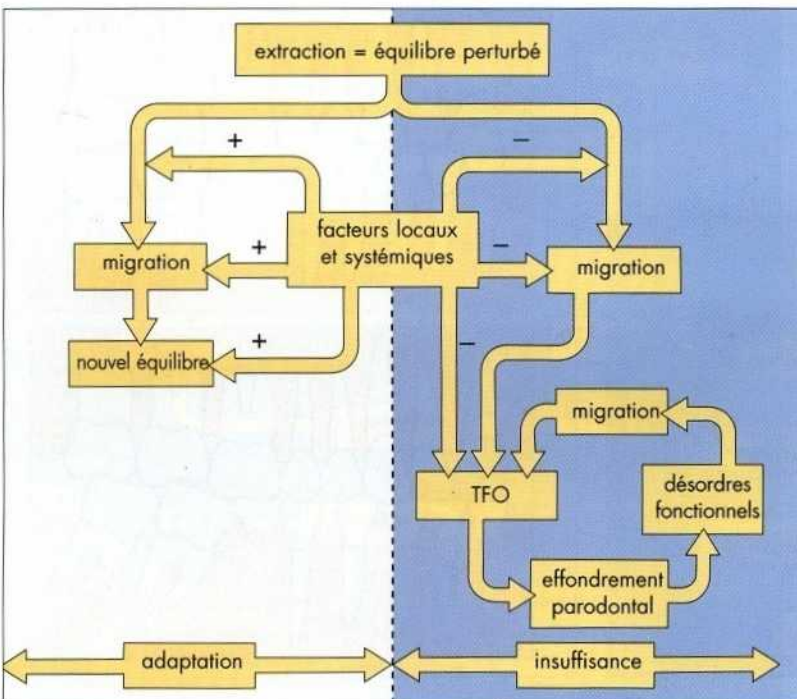 extraction = équilibre perturbé
+
–
facteurs locaux
et systémiques
+
–
migration
migration
+
–
nouvel équilibre
migration
TFO
désordres
fonctionnels
effondrement
parodontal
adaptation
insuffisance